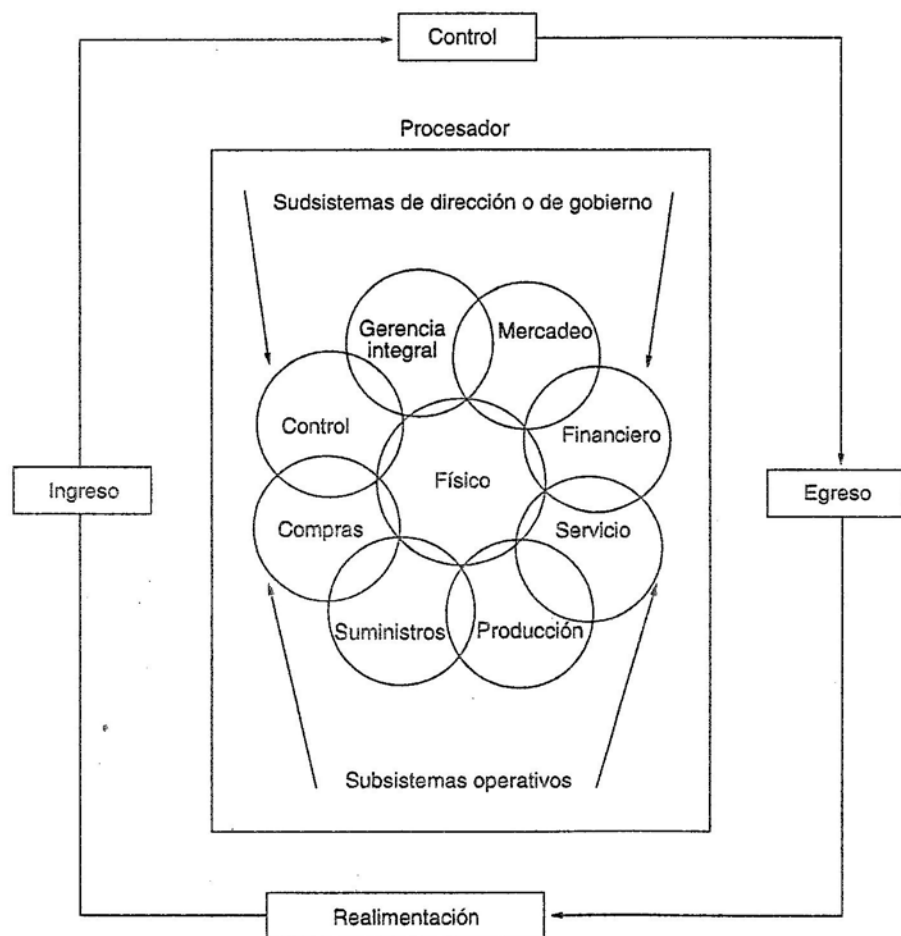 Control
Procesador
Sudsistemas de dirección o de gobierno
Gerencia
integral
Mercadeo
Control
Financiero
Físico
Ingreso
Egreso
Compras
Servicio
Suministros
Producción
Subsistemas operativos
Realimentación